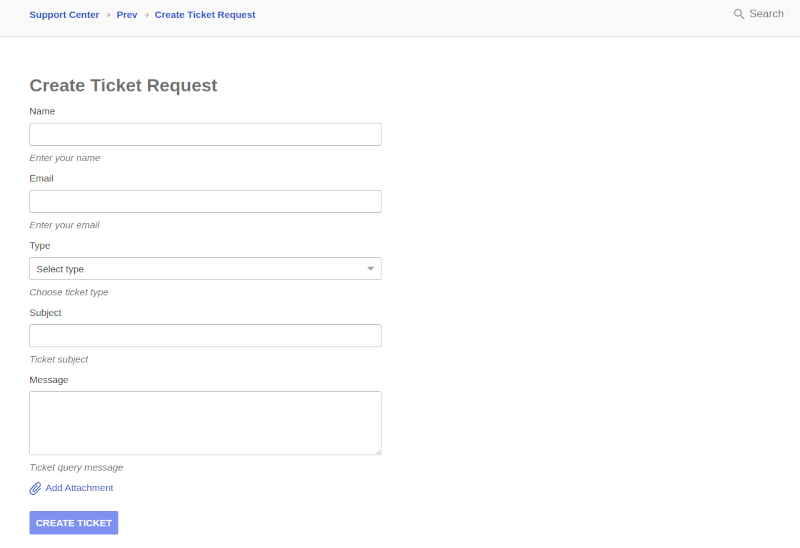 Support Center → Prev → Create Ticket Request
Search
Create Ticket Request
Name
Enter your name
Email
Enter your email
Type
Select type
Choose ticket type
Subject
Ticket subject
Message
Ticket query message
Add Attachment
CREATE TICKET